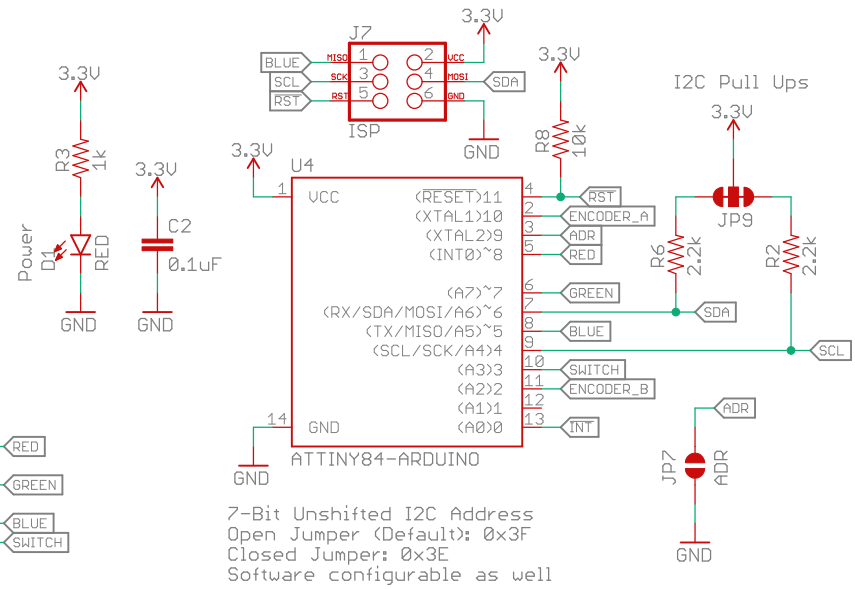 3.3V
R3
1k
Power
D1
RED
GND
3.3V
C2
0.1uF
GND
J7
3.3V
BLUE
MISO
1
2
VCC
SCL
SCK
3
4
MOSI
SDA
RST
RST
5
6
GND
ISP
GND
3.3V
R8
10k
I2C Pull Ups
3.3V
JP9
R6
2.2k
R2
2.2k
3.3V
U4
1
VCC
(RESET)11
4
RST
(XTAL1)10
2
ENCODER_A
(XTAL2)9
3
ADR
(INT0)~8
5
RED
(A7)~7
6
GREEN
(RX/SDA/MOSI/A6)~6
7
SDA
(TX/MISO/A5)~5
8
BLUE
(SCL/SCK/A4)4
9
SCL
(A3)3
10
SWITCH
(A2)2
11
ENCODER_B
(A1)1
12
14
GND
(A0)0
13
INT
GND
ATTINY84-ARDUINO
ADR
JP7
ADR
GND
RED
GREEN
BLUE
SWITCH
7-Bit Unshifted I2C Address
Open Jumper (Default): 0x3F
Closed Jumper: 0x3E
Software configurable as well